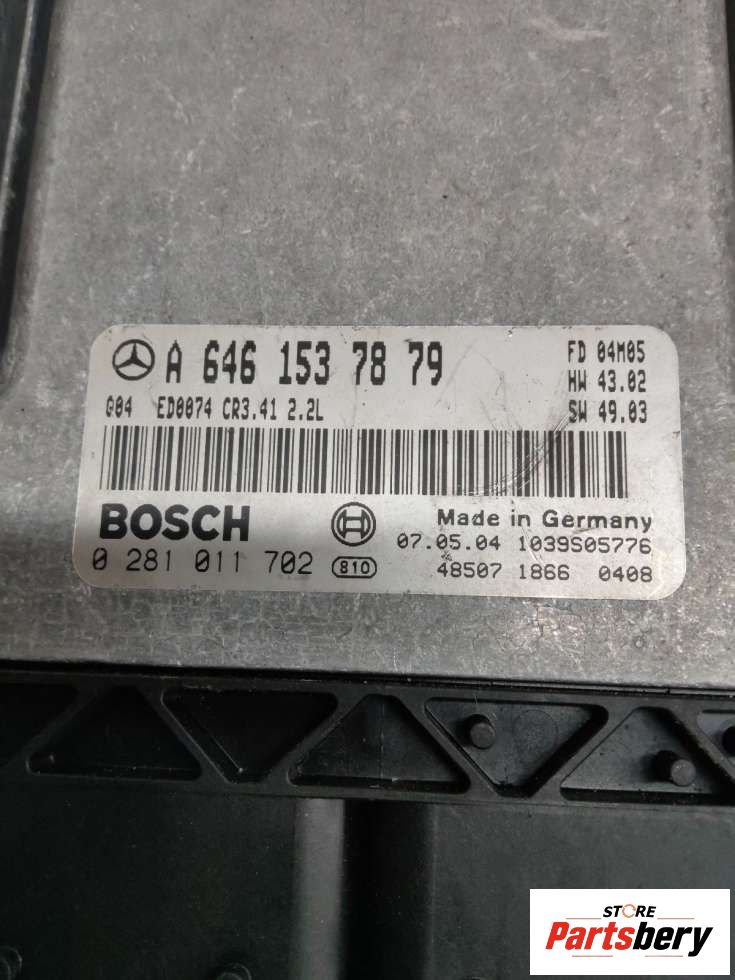 A 646 153 78 79
FD 04M05
HW 43.02
G04 ED0074 CR3.41 2.2L
SW 49.03
BOSCH
Made in Germany
07.05.04 1039S05776
0 281 011 702 810
48507 1866 0408
STORE
Partsbery